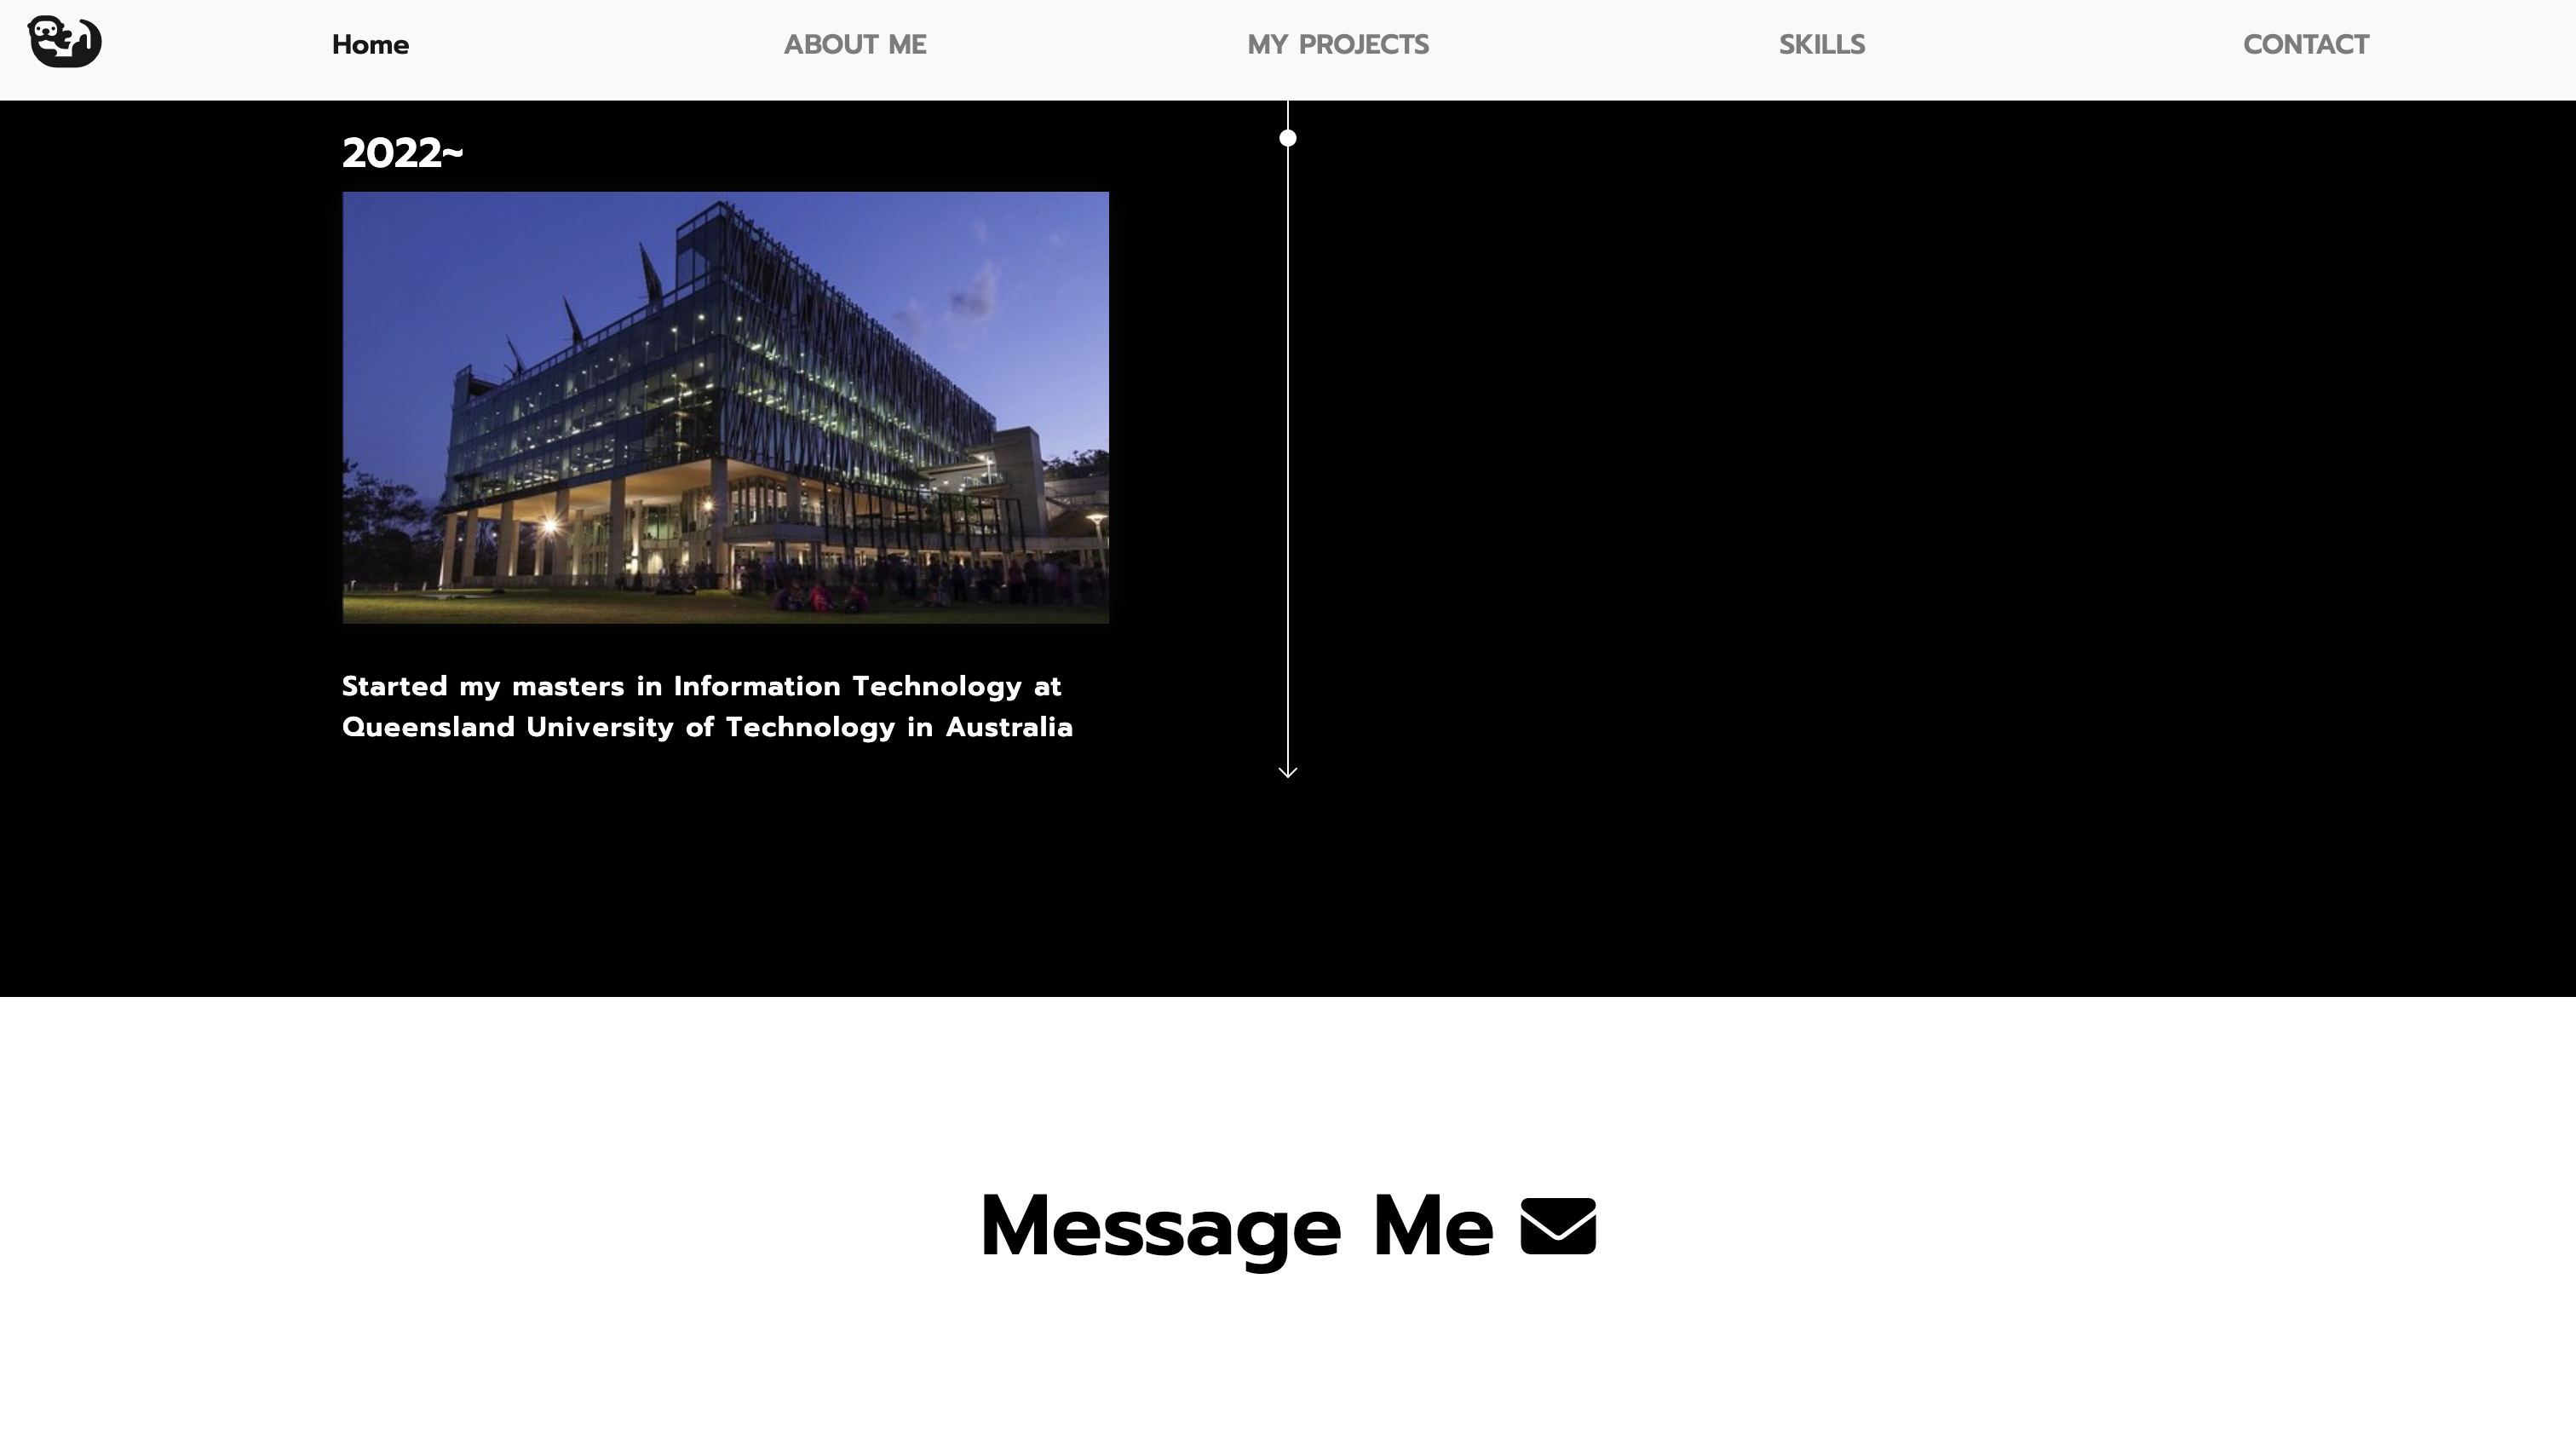 Home
ABOUT ME
MY PROJECTS
SKILLS
CONTACT
2022~
Started my masters in Information Technology at
Queensland University of Technology in Australia
Message Me